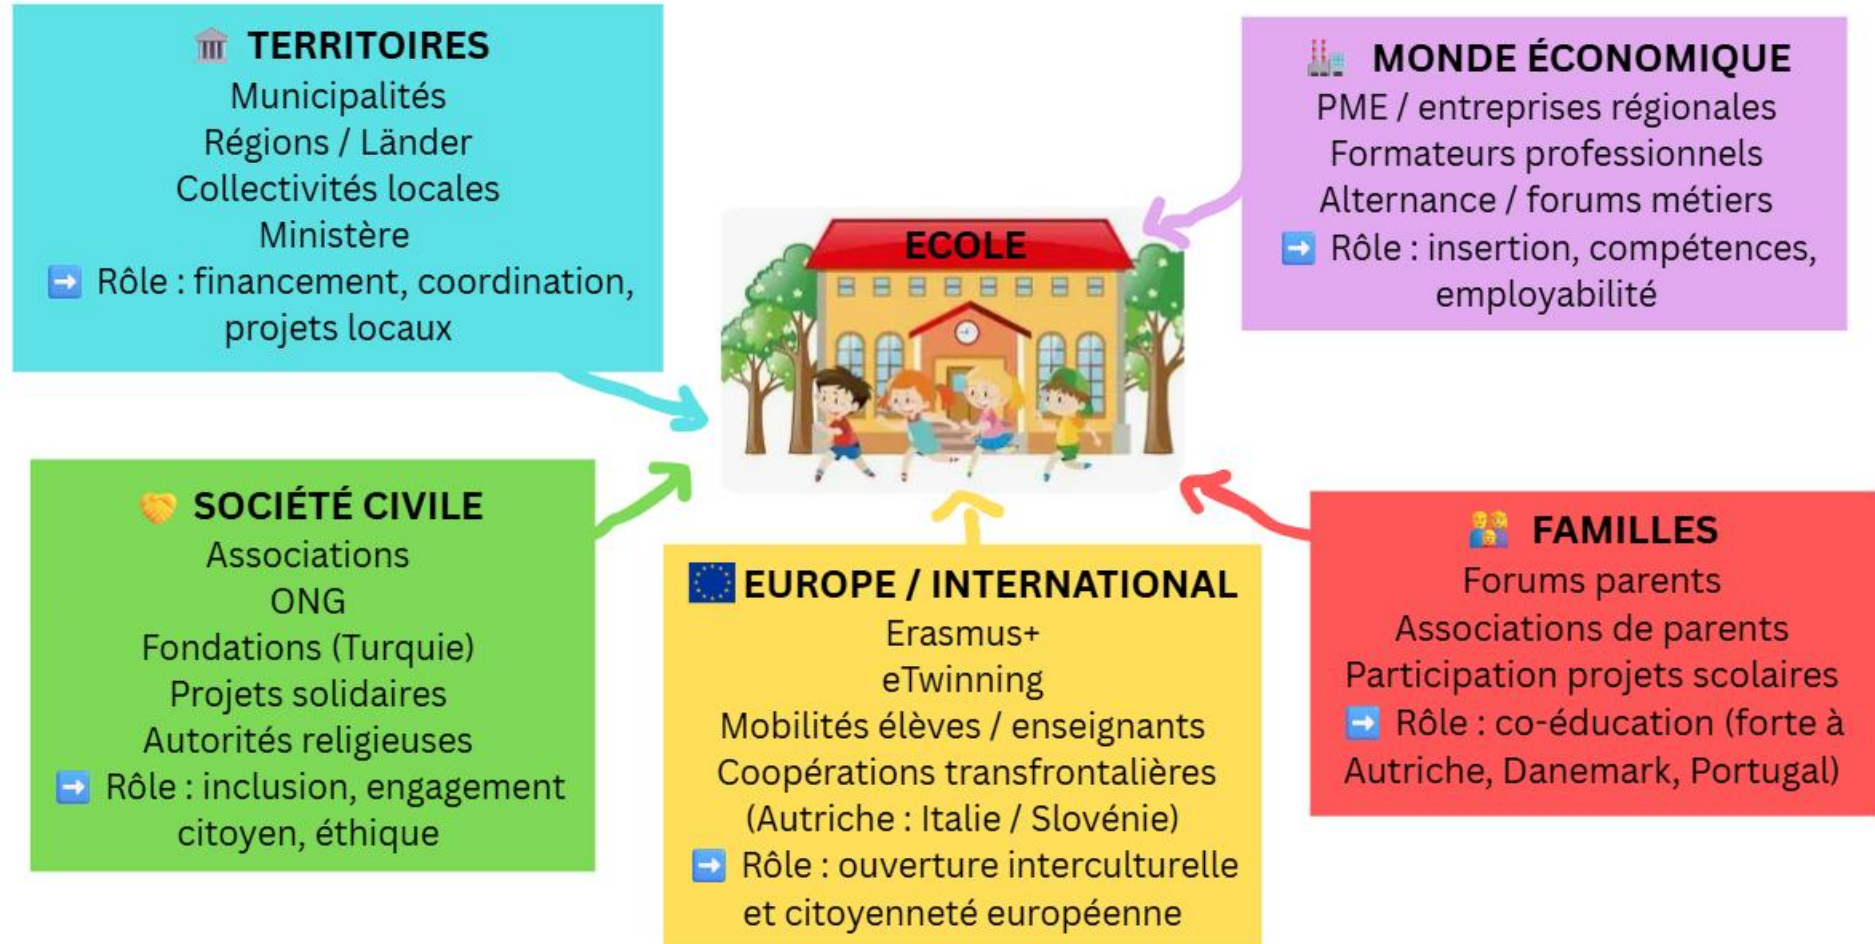 🏛️ TERRITOIRES
Municipalités
Régions / Länder
Collectivités locales
Ministère
➡️ Rôle : financement, coordination,
projets locaux
🏭 MONDE ÉCONOMIQUE
PME / entreprises régionales
Formateurs professionnels
Alternance / forums métiers
➡️ Rôle : insertion, compétences,
employabilité
ECOLE
🤝 SOCIÉTÉ CIVILE
Associations
ONG
Fondations (Turquie)
Projets solidaires
Autorités religieuses
➡️ Rôle : inclusion, engagement
citoyen, éthique
🇪🇺 EUROPE / INTERNATIONAL
Erasmus+
eTwinning
Mobilités élèves / enseignants
Coopérations transfrontalières
(Autriche : Italie / Slovénie)
➡️ Rôle : ouverture interculturelle
et citoyenneté européenne
👨‍👩‍👦 FAMILLES
Forums parents
Associations de parents
Participation projets scolaires
➡️ Rôle : co-éducation (forte à
Autriche, Danemark, Portugal)